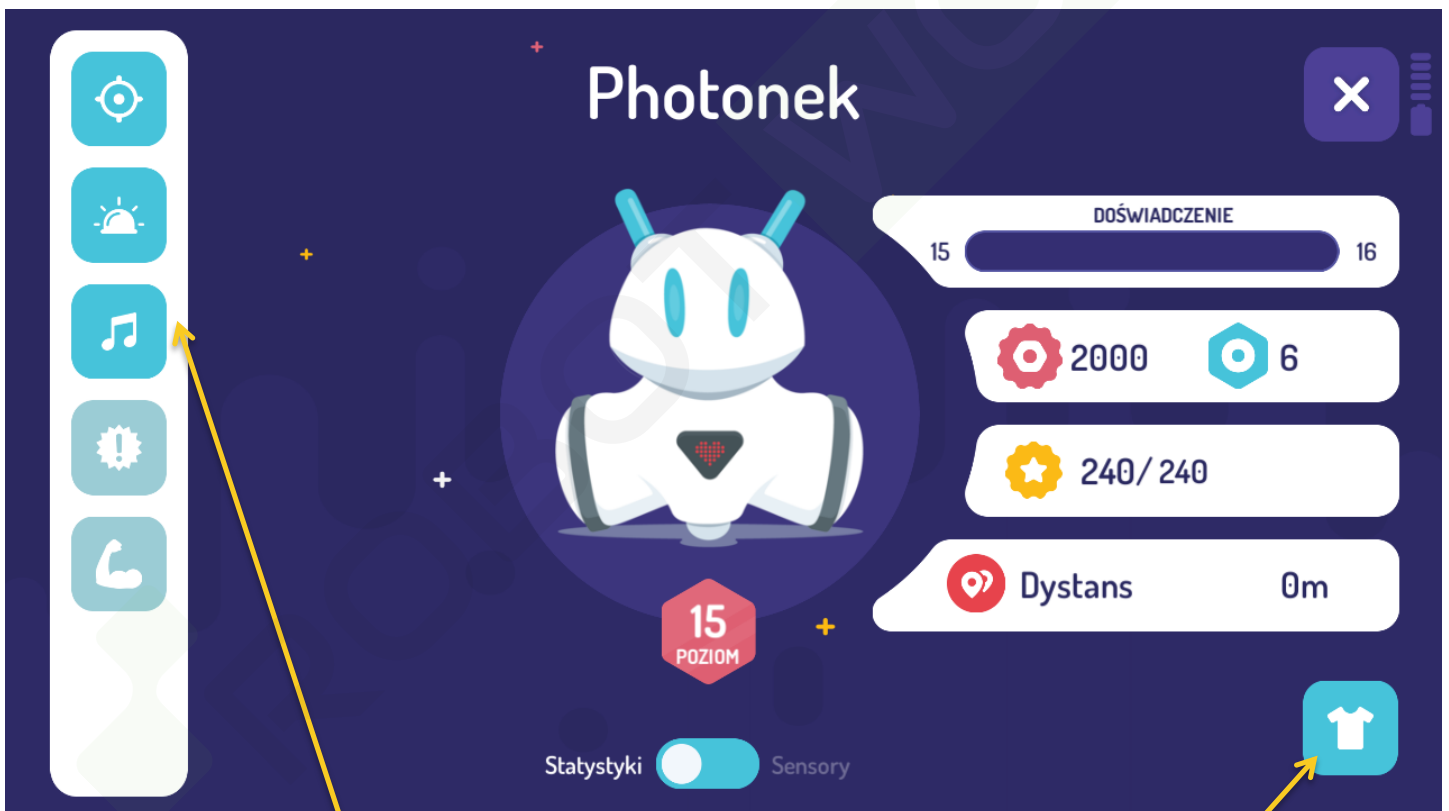 Photonek
DOŚWIADCZENIE
15 16
2000 6
240/ 240
Dystans 0m
15
POZIOM
Statystyki Sensory